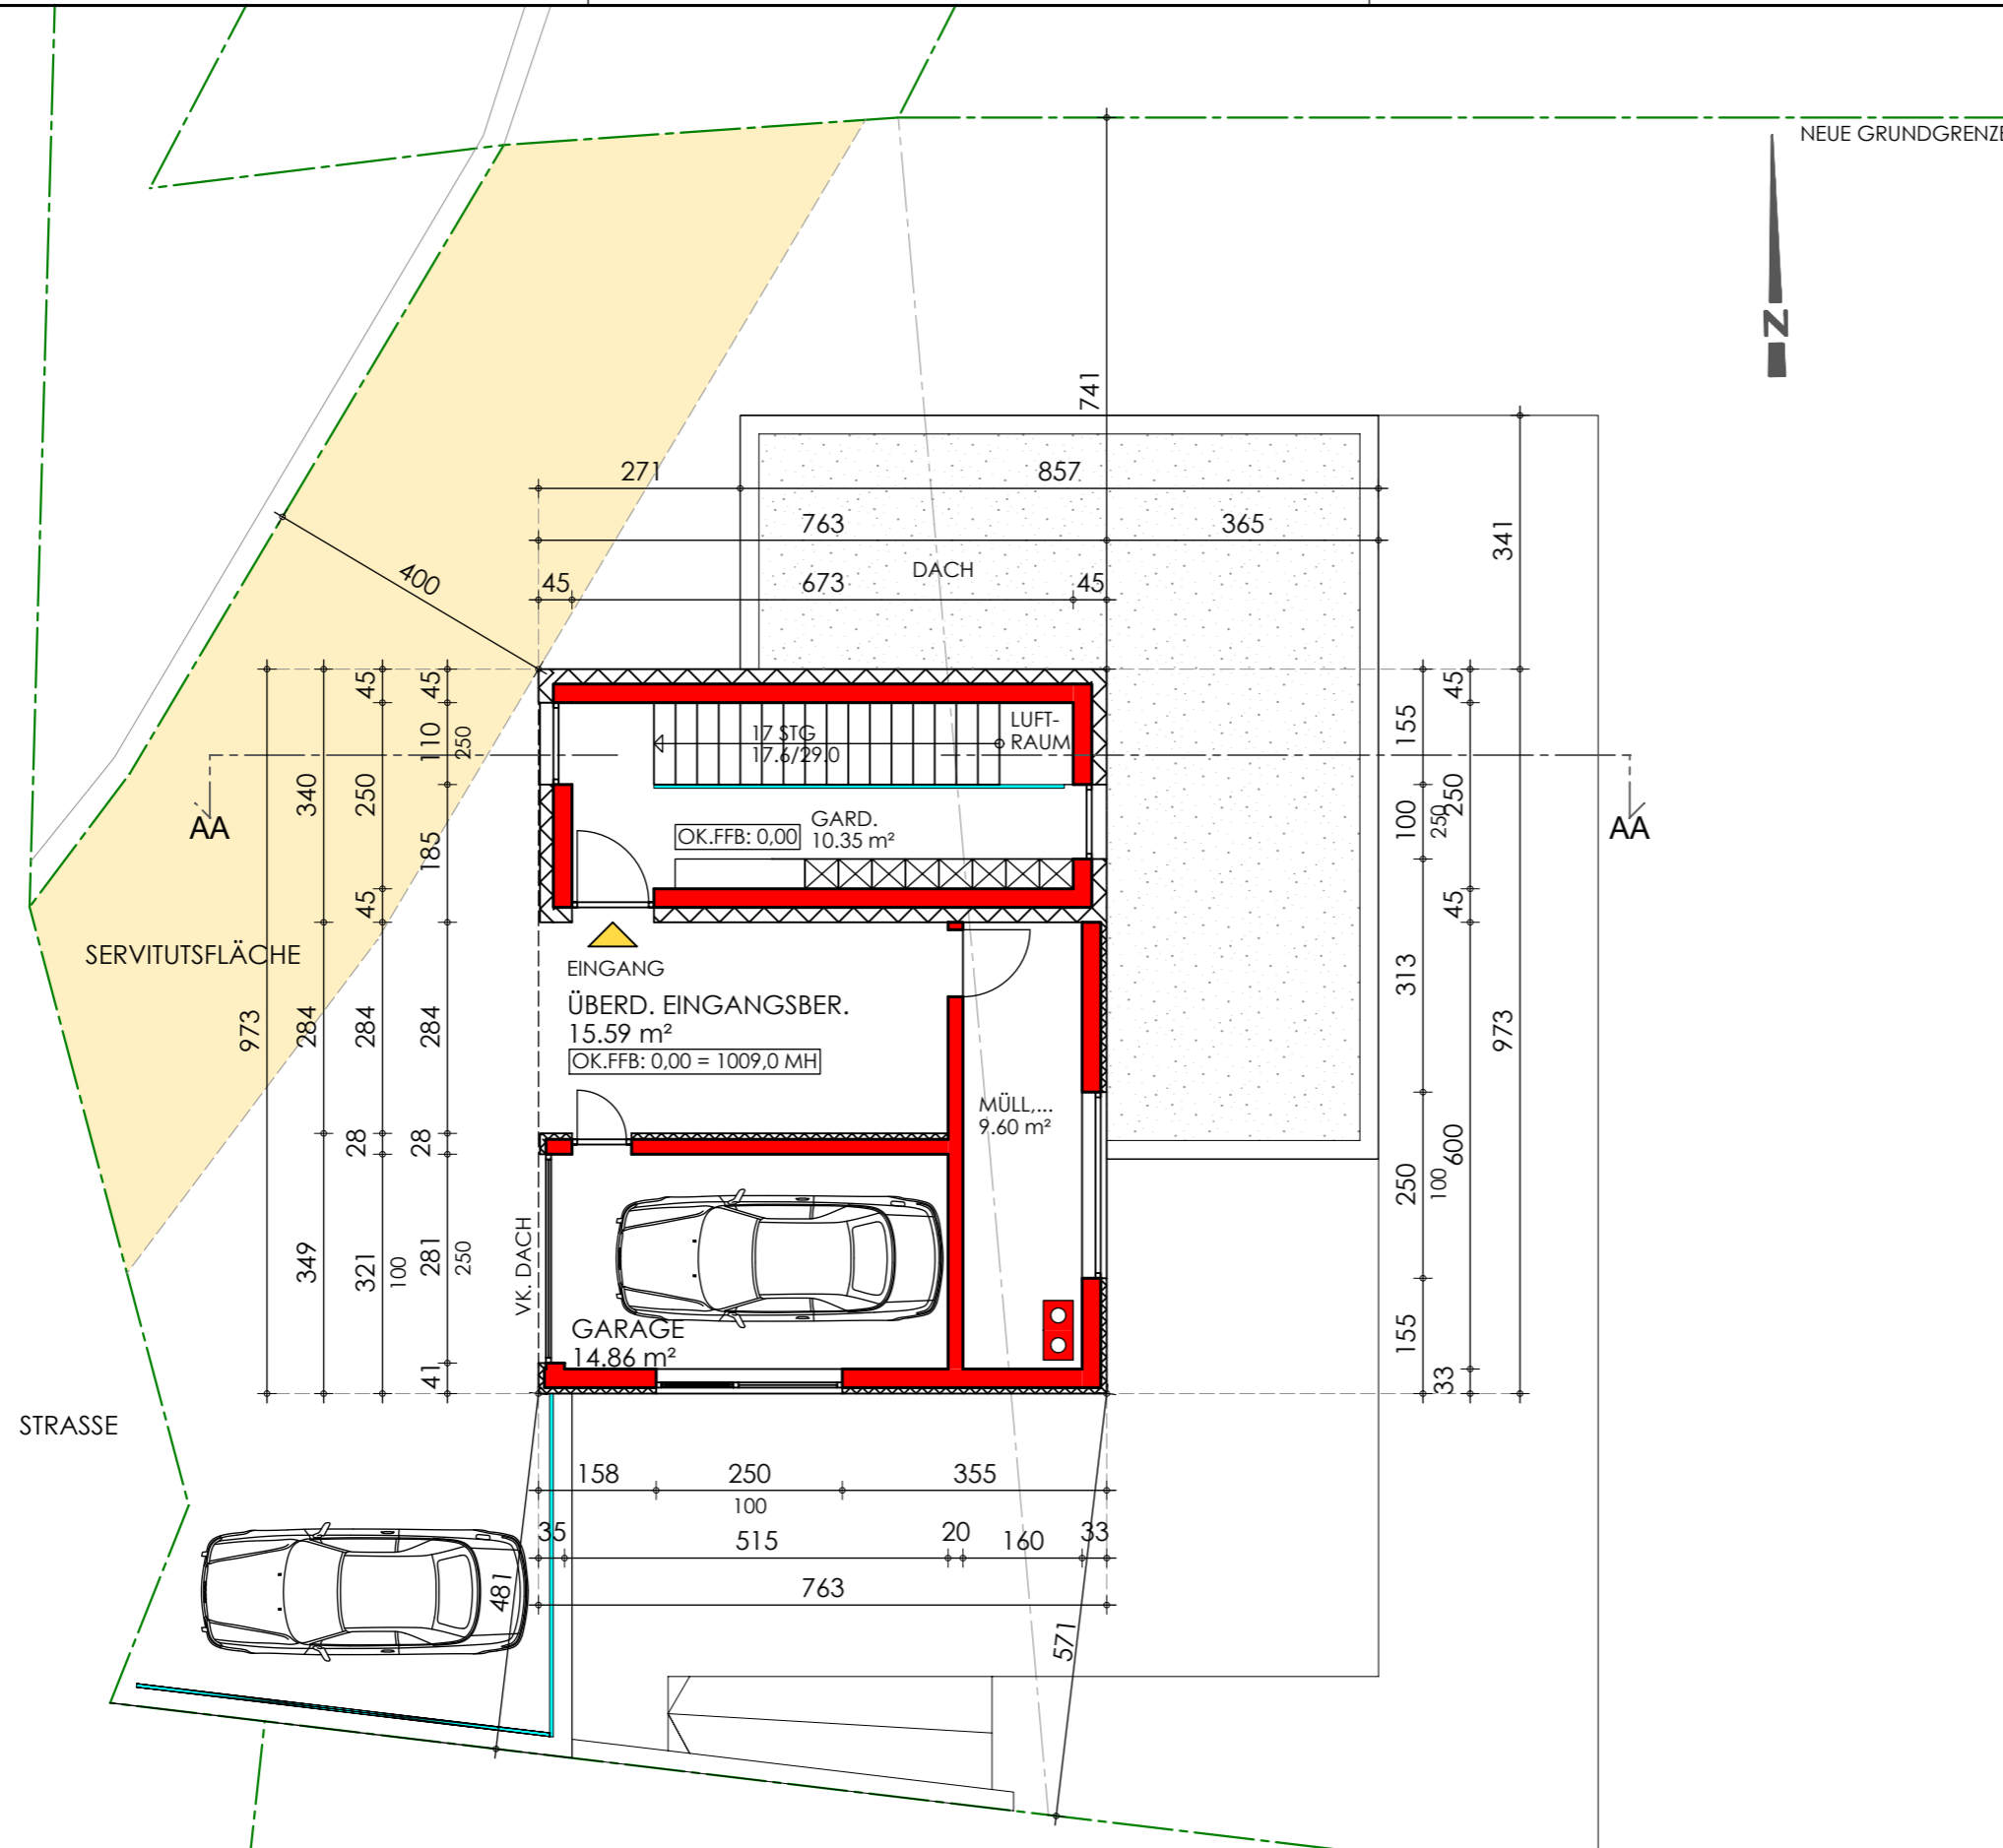 NEUE GRUNDGRENZE
N
741
271
857
763
365
341
DACH
400
45
673
45
45
45
45
110
250
17 STG
17.6/29.0
LUFT-
RAUM
155
340
250
250
100
250
AA
AA
OK.FFB: 0,00
GARD.
10.35 m²
185
45
45
SERVITUTSFLÄCHE
EINGANG
ÜBERD. EINGANGSBER.
15.59 m²
OK.FFB: 0,00 = 1009,0 MH
313
973
284
284
284
973
MÜLL,...
9.60 m²
28
28
600
250
100
349
321
100
281
250
VK. DACH
GARAGE
14.86 m²
155
41
33
STRASSE
158
250
355
100
35
515
20
160
33
481
763
571